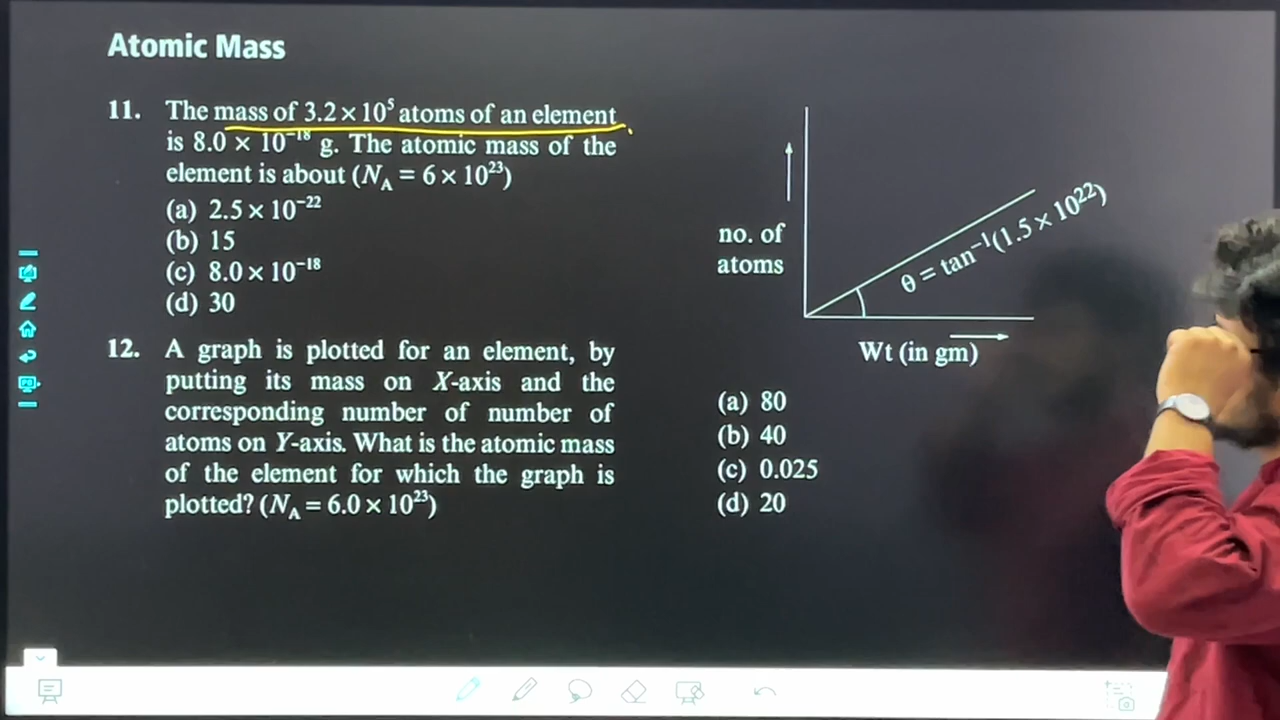 Atomic Mass
11. The mass of 3.2 × 10⁵ atoms of an element
is 8.0 × 10⁻¹⁸ g. The atomic mass of the
element is about (N_A = 6 × 10²³)
(a) 2.5 × 10⁻²²
(b) 15
(c) 8.0 × 10⁻¹⁸
(d) 30
12. A graph is plotted for an element, by
putting its mass on X-axis and the
corresponding number of number of
atoms on Y-axis. What is the atomic mass
of the element for which the graph is
plotted? (N_A = 6.0 × 10²³)
no. of
atoms
θ = tan⁻¹(1.5 × 10²²)
Wt (in gm)
(a) 80
(b) 40
(c) 0.025
(d) 20